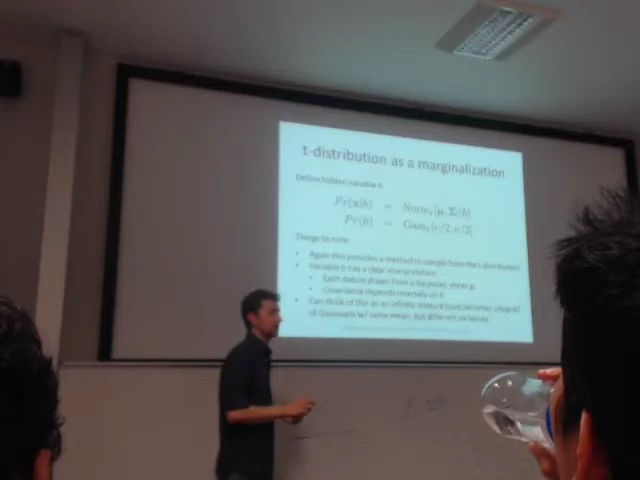 t-distribution as a marginalization
Define hidden variable h
Pr(x|h) = Norm_x[μ, Σ/h]
Pr(h) = Gam_h[ν/2, ν/2]
Things to note
• Again this provides a method to sample from the t-distribution
• Variable h has a clear interpretation:
• Each datum drawn from a Gaussian, mean μ
• Covariance depends inversely on h
• Can think of this as an infinite mixture (sum becomes integral)
of Gaussians w/ same mean, but different variances